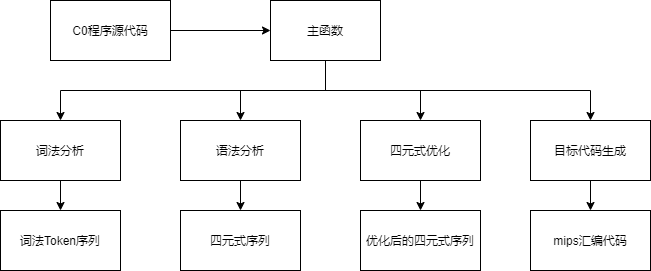 C0程序源代码
主函数
词法分析
语法分析
四元式优化
目标代码生成
词法Token序列
四元式序列
优化后的四元式序列
mips汇编代码